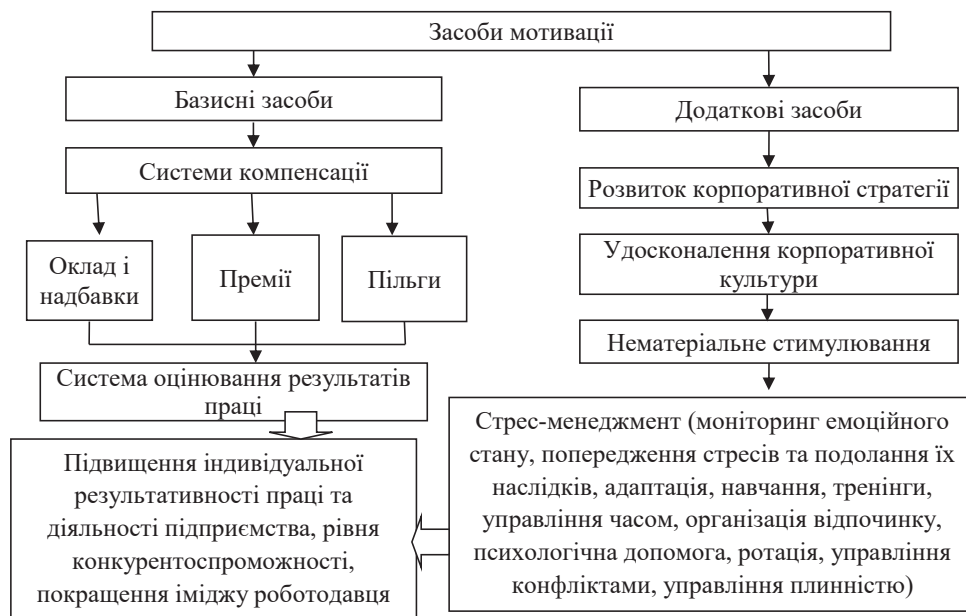 Засоби мотивації
Базисні засоби
Додаткові засоби
Системи компенсації
Розвиток корпоративної стратегії
Оклад і
надбавки
Премії
Пільги
Удосконалення корпоративної
культури
Нематеріальне стимулювання
Система оцінювання результатів
праці
Стрес-менеджмент (моніторинг емоційного
стану, попередження стресів та подолання їх
наслідків, адаптація, навчання, тренінги,
управління часом, організація відпочинку,
психологічна допомога, ротація, управління
конфліктами, управління плинністю)
Підвищення індивідуальної
результативності праці та
діяльності підприємства, рівня
конкурентоспроможності,
покращення іміджу роботодавця